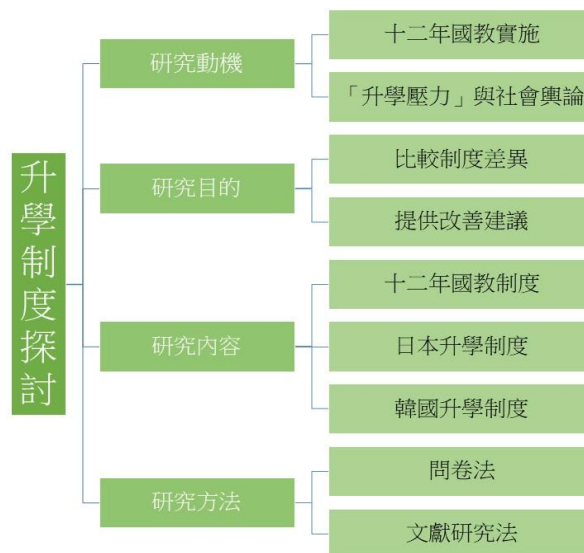 升學制度探討
研究動機
十二年國教實施
「升學壓力」與社會輿論
研究目的
比較制度差異
提供改善建議
研究內容
十二年國教制度
日本升學制度
韓國升學制度
研究方法
問卷法
文獻研究法